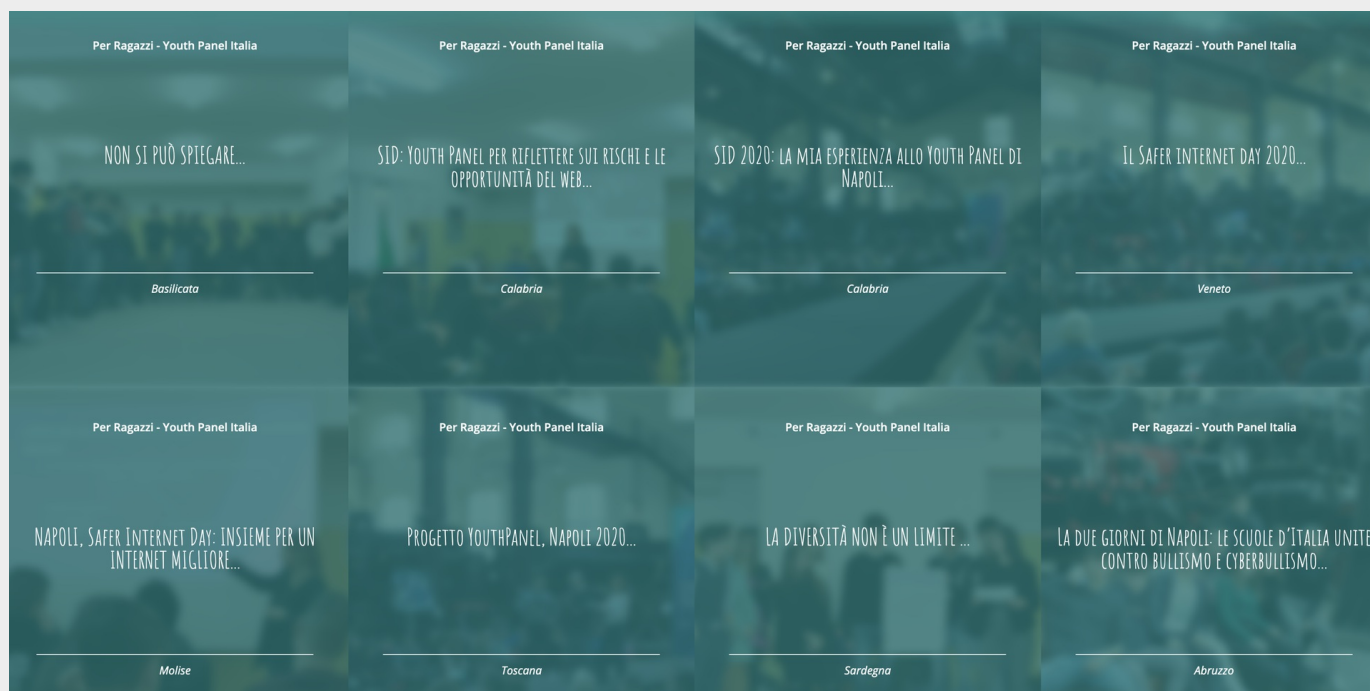 Per Ragazzi - Youth Panel Italia
NON SI PUÒ SPIEGARE...
Basilicata
Per Ragazzi - Youth Panel Italia
SID: Youth Panel per riflettere sui rischi e le
opportunità del web...
Calabria
Per Ragazzi - Youth Panel Italia
SID 2020: la mia esperienza allo Youth Panel di
Napoli...
Calabria
Per Ragazzi - Youth Panel Italia
Il Safer internet day 2020...
Veneto
Per Ragazzi - Youth Panel Italia
NAPOLI, Safer Internet Day: INSIEME PER UN
INTERNET MIGLIORE...
Molise
Per Ragazzi - Youth Panel Italia
Progetto YouthPanel, Napoli 2020...
Toscana
Per Ragazzi - Youth Panel Italia
LA DIVERSITÀ NON È UN LIMITE ...
Sardegna
Per Ragazzi - Youth Panel Italia
La due giorni di Napoli: le scuole d'Italia unite
contro bullismo e cyberbullismo...
Abruzzo